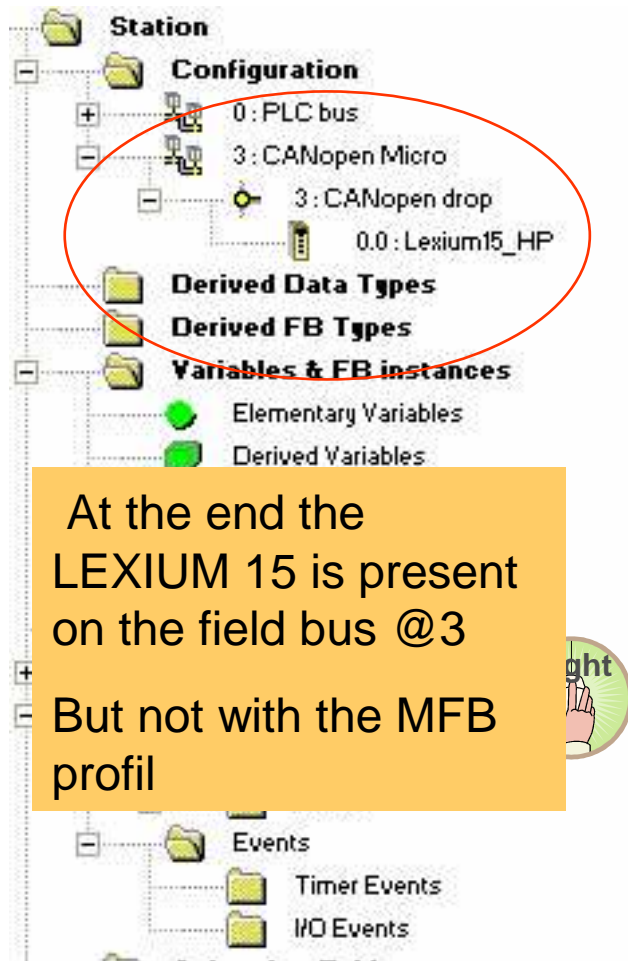 Station
Configuration
0 : PLC bus
3 : CANopen Micro
3 : CANopen drop
0.0 : Lexium15_HP
Derived Data Types
Derived FB Types
Variables & FB instances
Elementary Variables
Derived Variables
At the end the
LEXIUM 15 is present
on the field bus @3
But not with the MFB
profil
Events
Timer Events
I/O Events